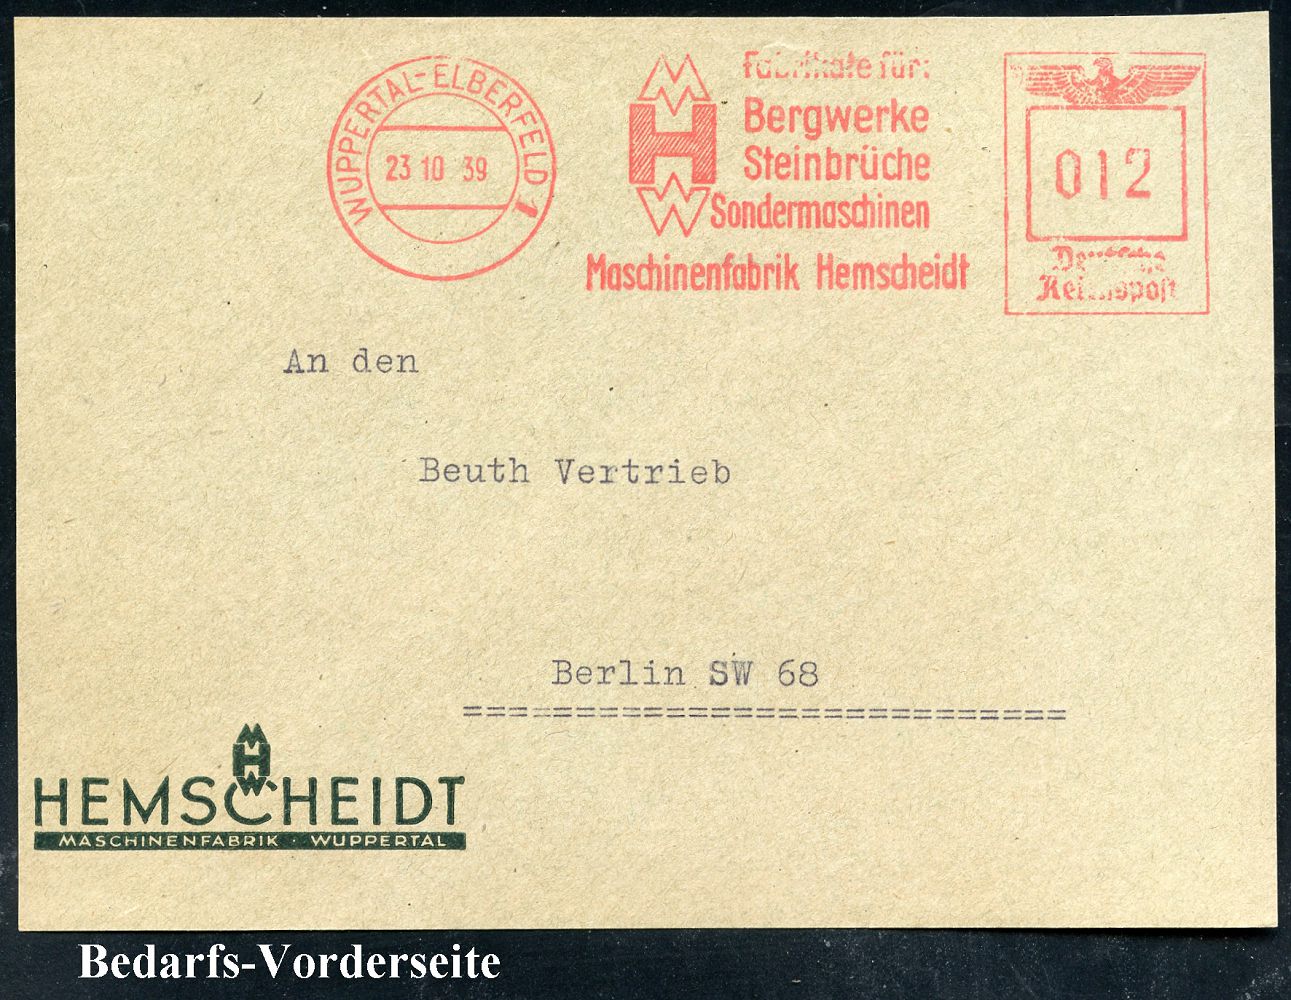 WUPPERTAL-ELBERFELD 1
23 10 39
M
H
W
Fabrikate für:
Bergwerke
Steinbrüche
Sondermaschinen
Maschinenfabrik Hemscheidt
012
Deutsche
Reichspost
An den
Beuth Vertrieb
Berlin SW 68
=============================
M
H
W
HEMSCHEIDT
MASCHINENFABRIK · WUPPERTAL
Bedarfs-Vorderseite